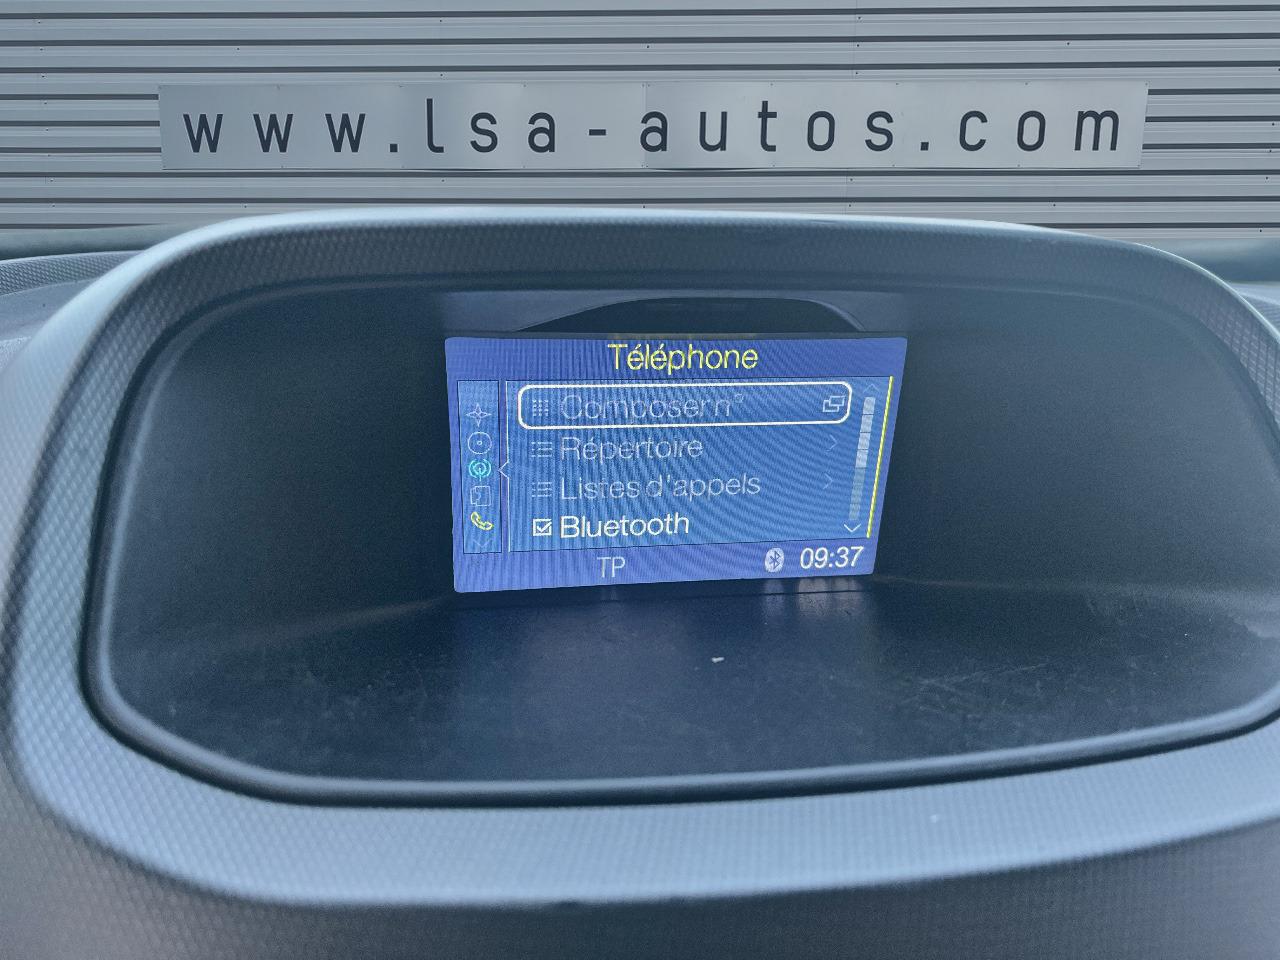 www.lsa-autos.com
Téléphone
Composer n°
Répertoire
Listes d'appels
Bluetooth
TP 09:37